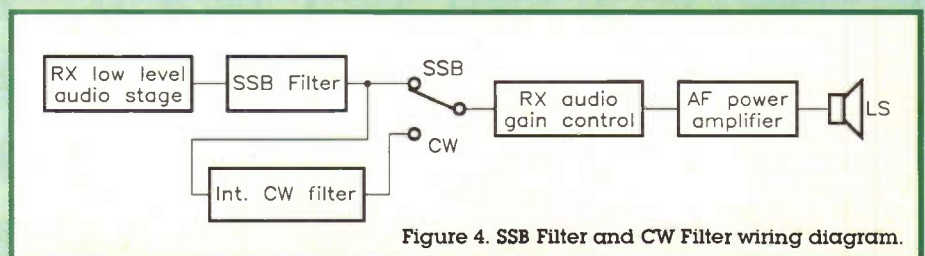 RX low level
audio stage
SSB Filter
SSB
CW
Int. CW filter
RX audio
gain control
AF power
amplifier
LS
Figure 4. SSB Filter and CW Filter wiring diagram.